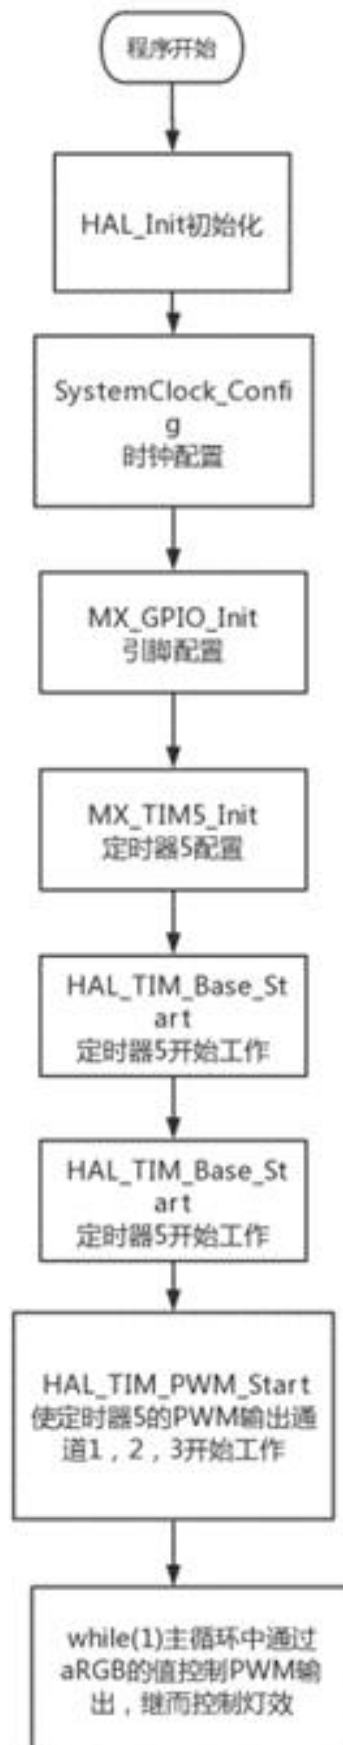 程序开始
HAL_Init初始化
SystemClock_Confi
g
时钟配置
MX_GPIO_Init
引脚配置
MX_TIM5_Init
定时器5配置
HAL_TIM_Base_St
art
定时器5开始工作
HAL_TIM_Base_St
art
定时器5开始工作
HAL_TIM_PWM_Start
使定时器5的PWM输出通
道1，2，3开始工作
while(1)主循环中通过
aRGB的值控制PWM输
出，继而控制灯效